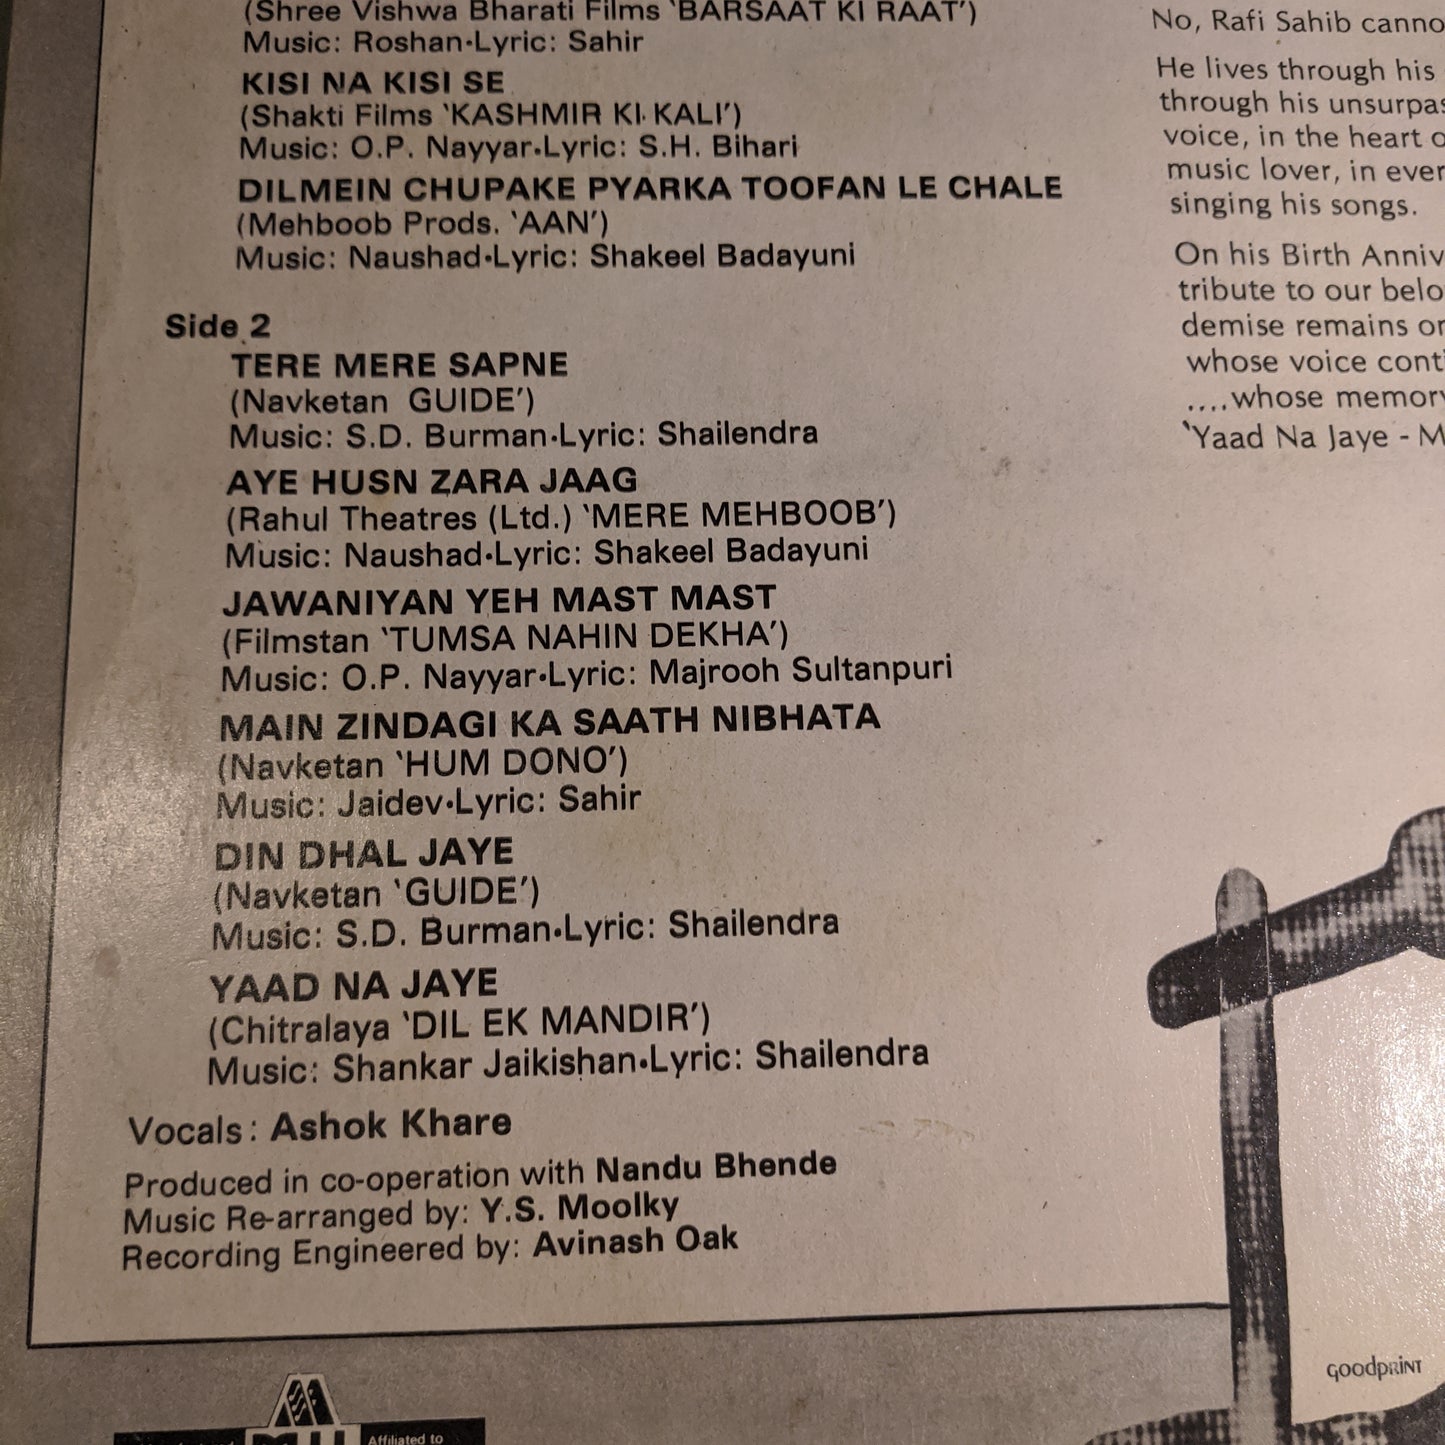 (Shree Vishwa Bharati Films 'BARSAAT KI RAAT')
Music: Roshan·Lyric: Sahir
KISI NA KISI SE
(Shakti Films 'KASHMIR KI KALI')
Music: O.P. Nayyar·Lyric: S.H. Bihari
DILMEIN CHUPAKE PYARKA TOOFAN LE CHALE
(Mehboob Prods. 'AAN')
Music: Naushad·Lyric: Shakeel Badayuni
Side 2
TERE MERE SAPNE
(Navketan GUIDE')
Music: S.D. Burman·Lyric: Shailendra
AYE HUSN ZARA JAAG
(Rahul Theatres (Ltd.) 'MERE MEHBOOB')
Music: Naushad·Lyric: Shakeel Badayuni
JAWANIYAN YEH MAST MAST
(Filmstan 'TUMSA NAHIN DEKHA')
Music: O.P. Nayyar·Lyric: Majrooh Sultanpuri
MAIN ZINDAGI KA SAATH NIBHATA
(Navketan 'HUM DONO')
Music: Jaidev·Lyric: Sahir
DIN DHAL JAYE
(Navketan 'GUIDE')
Music: S.D. Burman·Lyric: Shailendra
YAAD NA JAYE
(Chitralaya 'DIL EK MANDIR')
Music: Shankar Jaikishan·Lyric: Shailendra
Vocals: Ashok Khare
Produced in co-operation with Nandu Bhende
Music Re-arranged by: Y.S. Moolky
Recording Engineered by: Avinash Oak
No, Rafi Sahib
He lives through his
through his
voice, in the heart
music lover, in
singing his songs.
On his Birth
tribute to our
demise remains
whose voice
....whose
'Yaad Na Jaye -
goodprint
Affiliated to